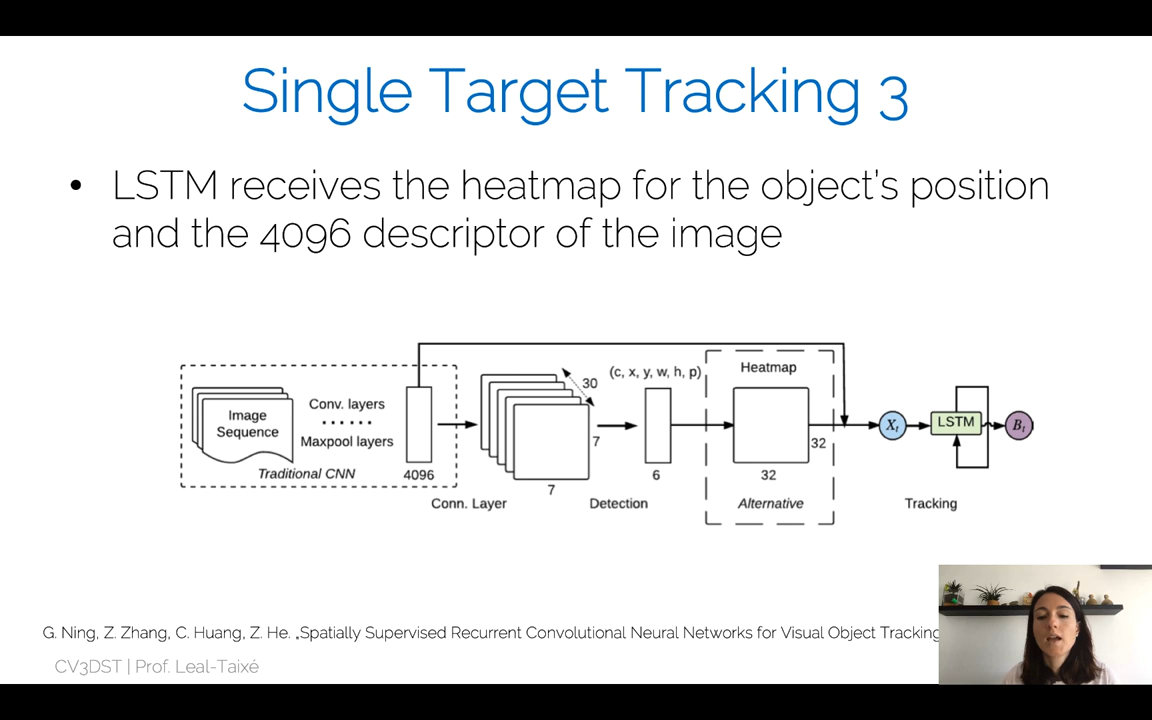 Single Target Tracking 3
• LSTM receives the heatmap for the object's position
and the 4096 descriptor of the image
Image
Sequence
Conv. layers
······
Maxpool layers
Traditional CNN
4096
Conn. Layer
30
7
7
(c, x, y, w, h, p)
6
Detection
Heatmap
32
32
Alternative
Xt
LSTM
Bt
Tracking
G. Ning, Z. Zhang, C. Huang, Z. He. „Spatially Supervised Recurrent Convolutional Neural Networks for Visual Object Tracking
CV3DST | Prof. Leal-Taixé